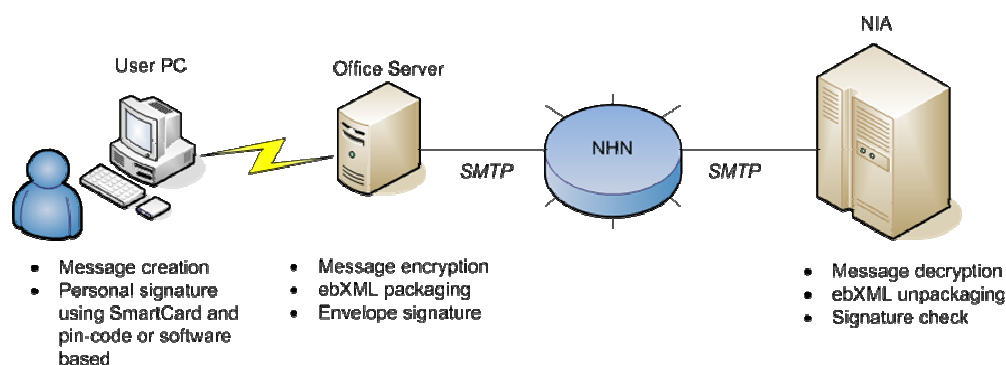 User PC
Office Server
NIA
NHN
SMTP
SMTP
• Message creation
• Personal signature
using SmartCard and
pin-code or software
based
• Message encryption
• ebXML packaging
• Envelope signature
• Message decryption
• ebXML unpackaging
• Signature check